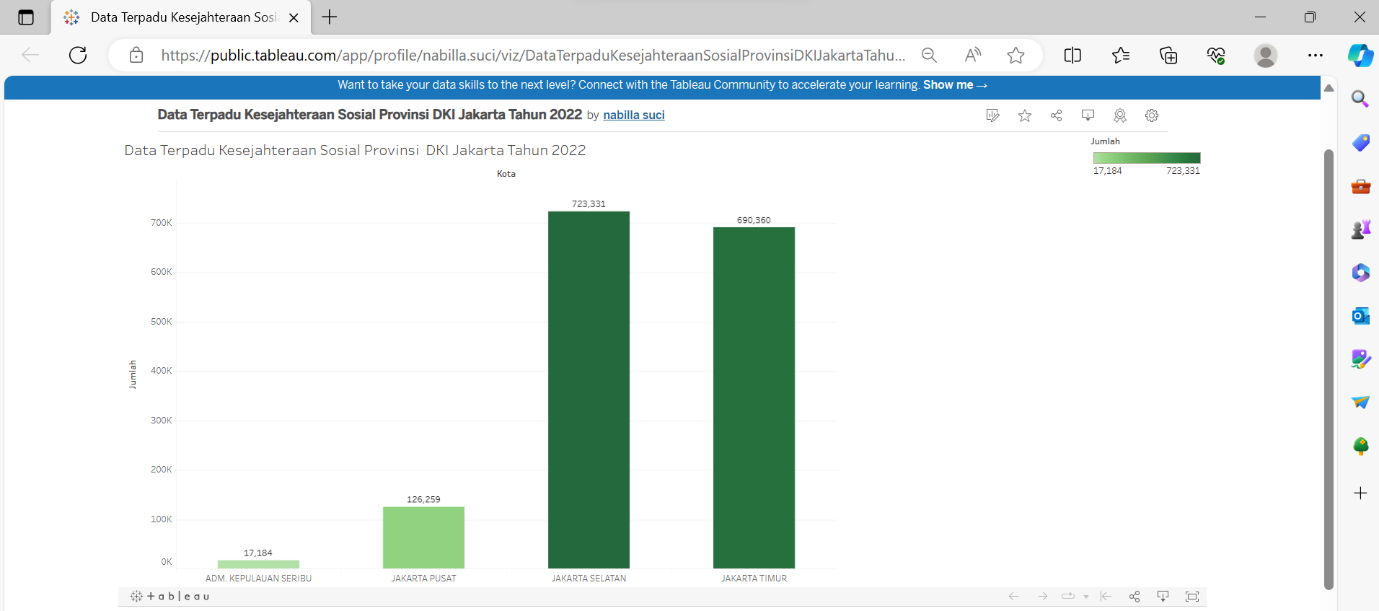 Data Terpadu Kesejahteraan Sosi
https://public.tableau.com/app/profile/nabilla.suci/viz/DataTerpaduKesejahteraanSosialProvinsiDKIJakartaTahu...
Want to take your data skills to the next level? Connect with the Tableau Community to accelerate your learning. Show me →
Data Terpadu Kesejahteraan Sosial Provinsi DKI Jakarta Tahun 2022 by nabilla suci
Data Terpadu Kesejahteraan Sosial Provinsi DKI Jakarta Tahun 2022
Jumlah
17,184 723,331
Kota
723,331
690,360
700K
600K
500K
400K
Jumlah
300K
200K
126,259
100K
17,184
0K
ADM. KEPULAUAN SERIBU JAKARTA PUSAT JAKARTA SELATAN JAKARTA TIMUR
+ a b | e a u